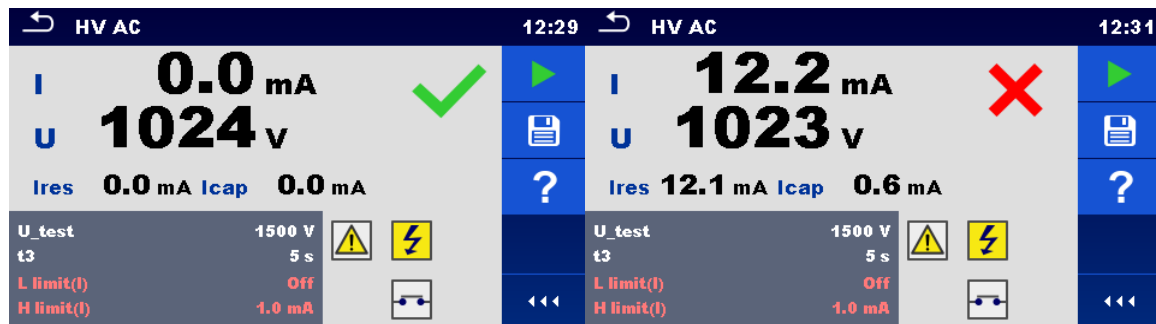 HV AC 12:29
I 0.0 mA
U 1024 V
Ires 0.0 mA Icap 0.0 mA
?
U_test 1500 V
t3 5 s
L limit(I) Off
H limit(I) 1.0 mA
HV AC 12:31
I 12.2 mA
U 1023 V
Ires 12.1 mA Icap 0.6 mA
?
U_test 1500 V
t3 5 s
L limit(I) Off
H limit(I) 1.0 mA